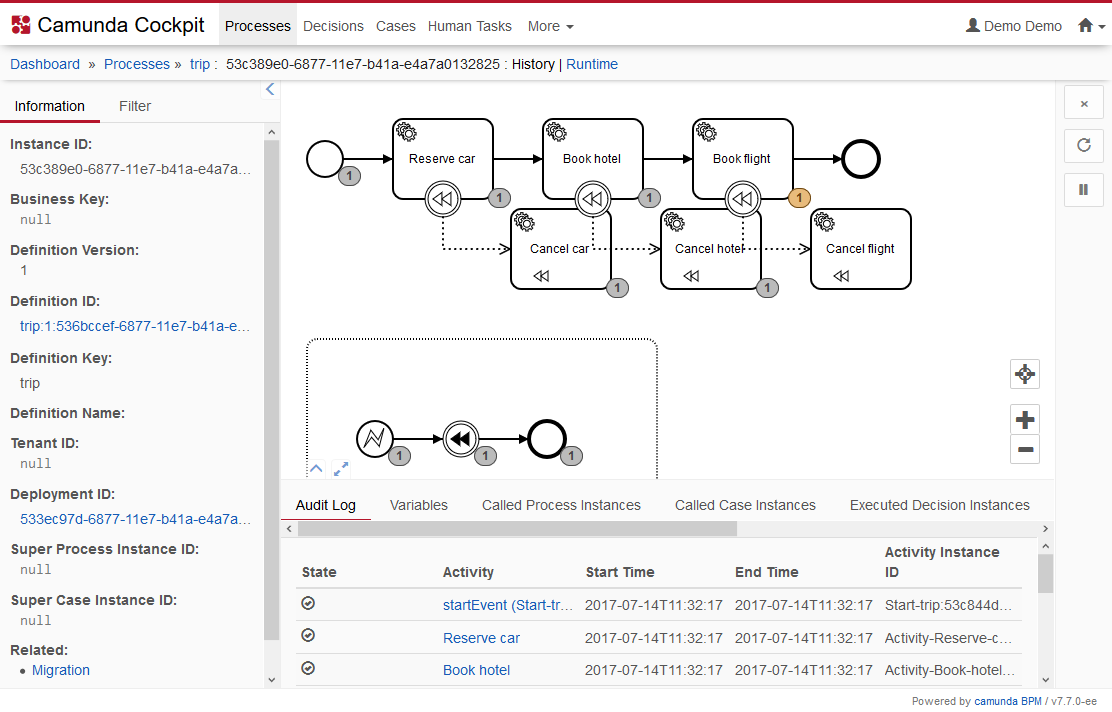 Camunda Cockpit Processes Decisions Cases Human Tasks More Demo Demo
Dashboard » Processes » trip : 53c389e0-6877-11e7-b41a-e4a7a0132825 : History | Runtime
Information Filter
Instance ID:
53c389e0-6877-11e7-b41a-e4a7a...
Business Key:
null
Definition Version:
1
Definition ID:
trip:1:536bccef-6877-11e7-b41a-e...
Definition Key:
trip
Definition Name:
Tenant ID:
null
Deployment ID:
533ec97d-6877-11e7-b41a-e4a7a...
Super Process Instance ID:
null
Super Case Instance ID:
null
Related:
• Migration
Reserve car Book hotel Book flight
1
1 1 1
Cancel car Cancel hotel Cancel flight
1 1
1 1 1
Audit Log Variables Called Process Instances Called Case Instances Executed Decision Instances
State Activity Start Time End Time Activity Instance
ID
startEvent (Start-tr... 2017-07-14T11:32:17 2017-07-14T11:32:17 Start-trip:53c844d...
Reserve car 2017-07-14T11:32:17 2017-07-14T11:32:17 Activity-Reserve-c...
Book hotel 2017-07-14T11:32:17 2017-07-14T11:32:17 Activity-Book-hotel...
Powered by camunda BPM / v7.7.0-ee